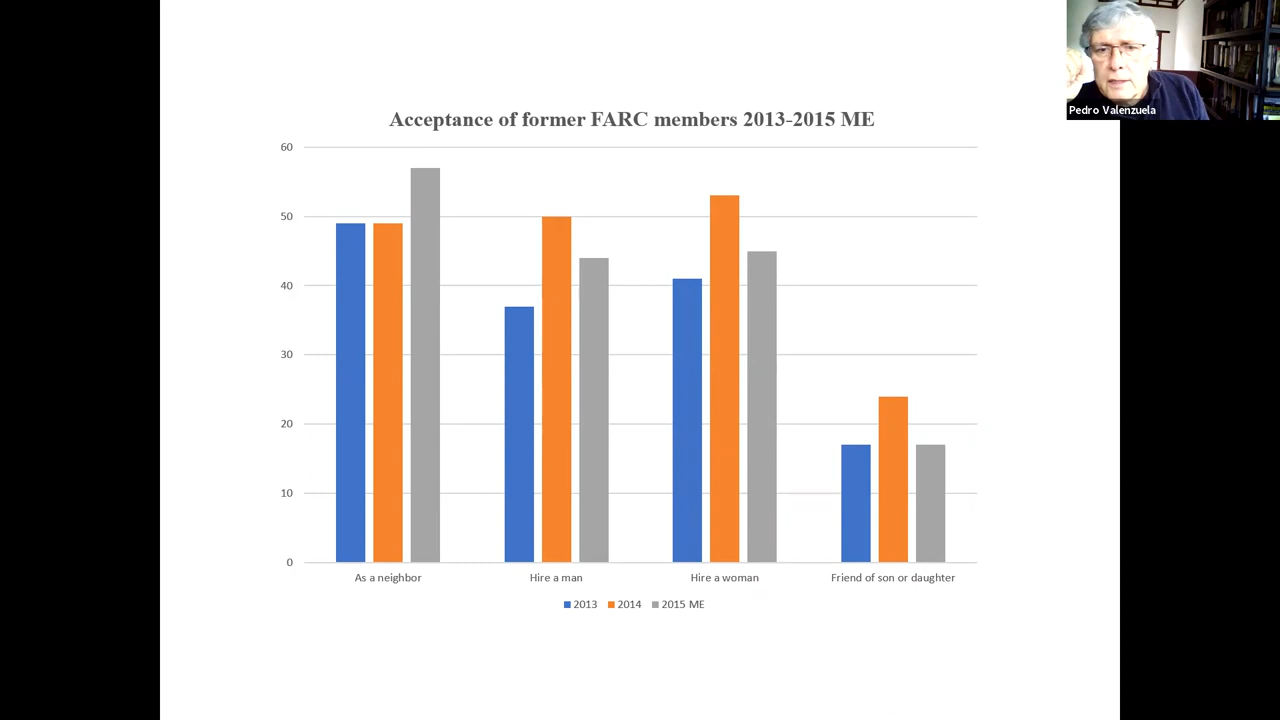 Pedro Valenzuela
Acceptance of former FARC members 2013-2015 ME
60
50
40
30
20
10
0
As a neighbor
Hire a man
Hire a woman
Friend of son or daughter
2013
2014
2015 ME